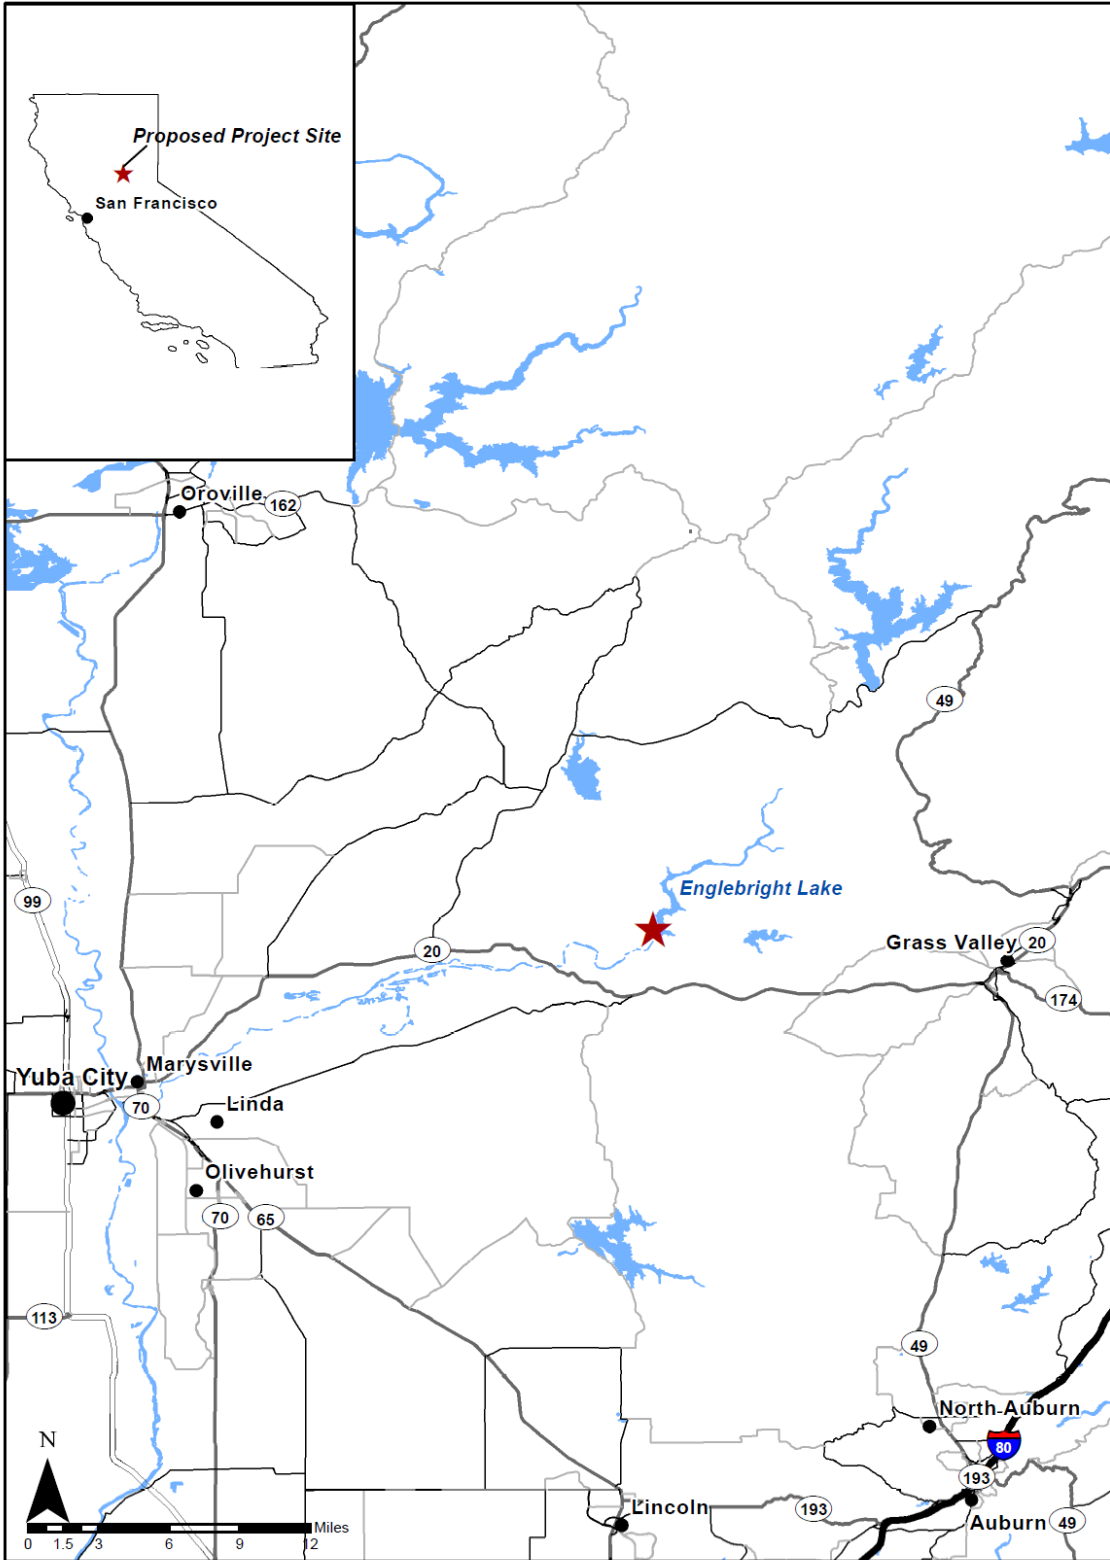 Proposed Project Site
San Francisco
Oroville
162
49
99
Englebright Lake
20
Grass Valley
20
174
Marysville
Yuba City
70
Linda
Olivehurst
70
65
113
49
North Auburn
80
193
N
Lincoln
193
Auburn
49
Miles
0 1.5 3 6 9 12